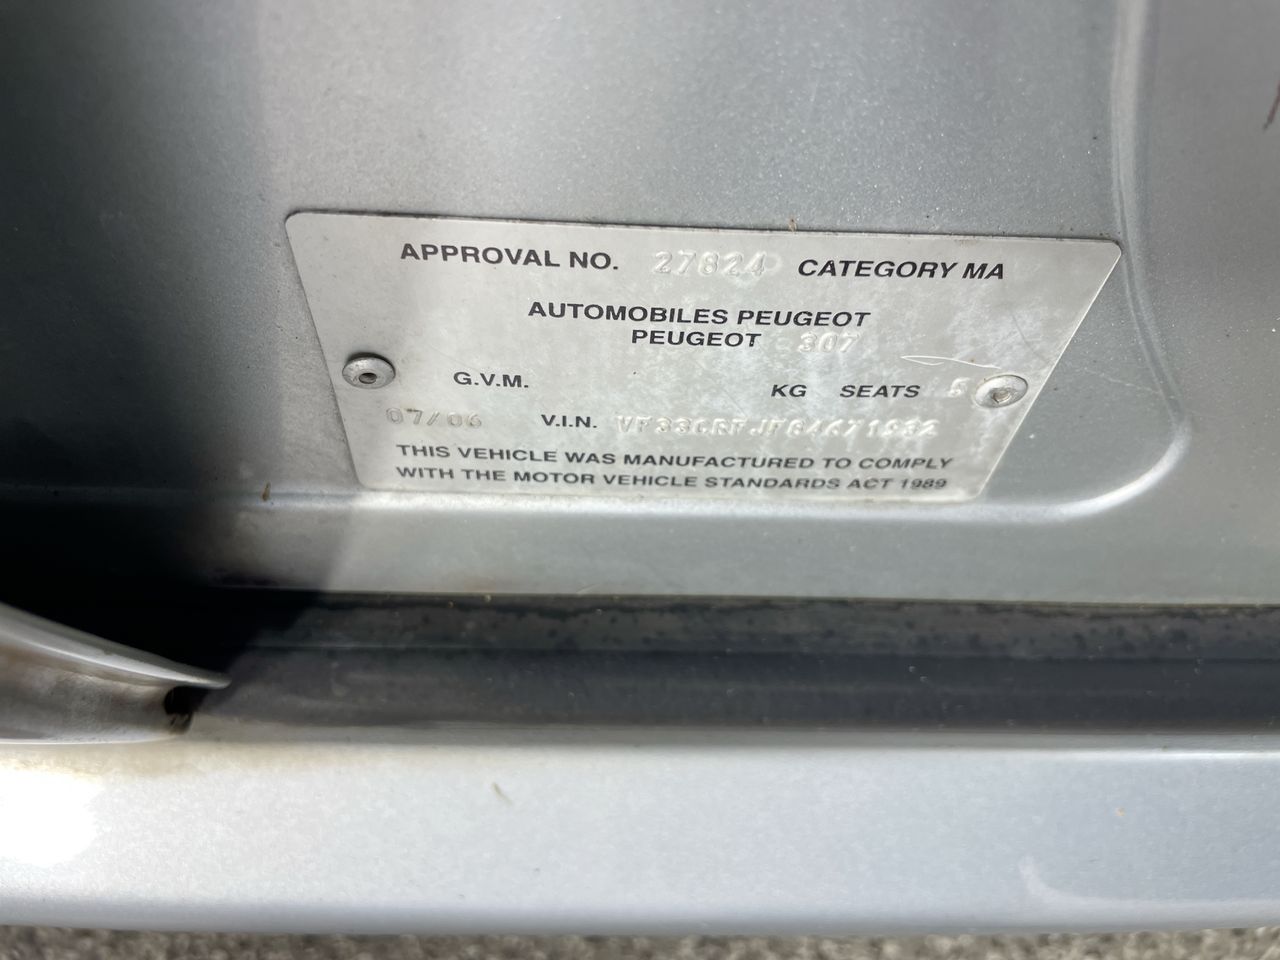 APPROVAL NO. 27824 CATEGORY MA
AUTOMOBILES PEUGEOT
PEUGEOT 307
G.V.M. KG SEATS 5
07/06 V.I.N.
THIS VEHICLE WAS MANUFACTURED TO COMPLY
WITH THE MOTOR VEHICLE STANDARDS ACT 1989